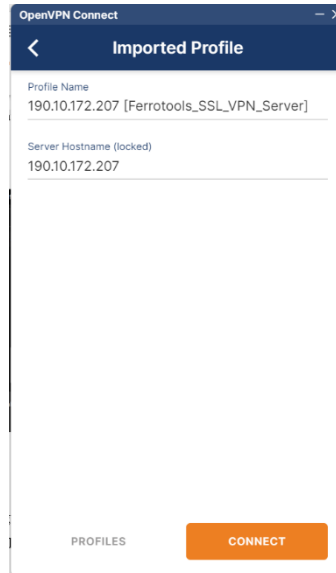 OpenVPN Connect
Imported Profile
Profile Name
190.10.172.207 [Ferrotools_SSL_VPN_Server]
Server Hostname (locked)
190.10.172.207
PROFILES
CONNECT